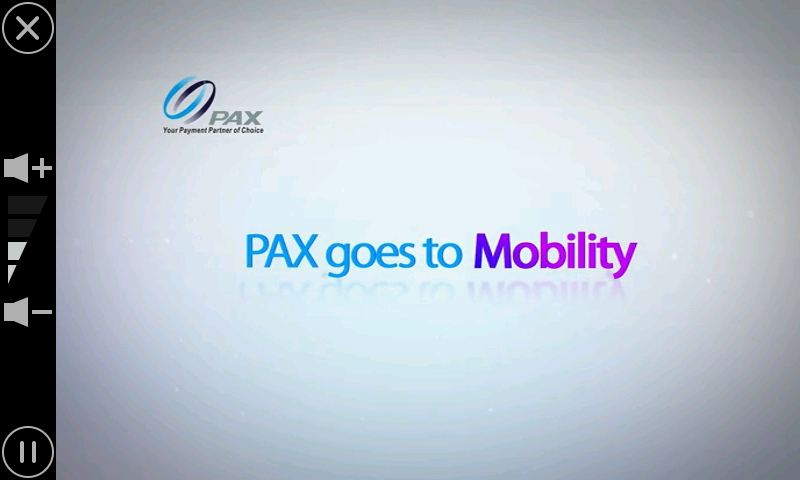 PAX
Your Payment Partner of Choice
PAX goes to Mobility